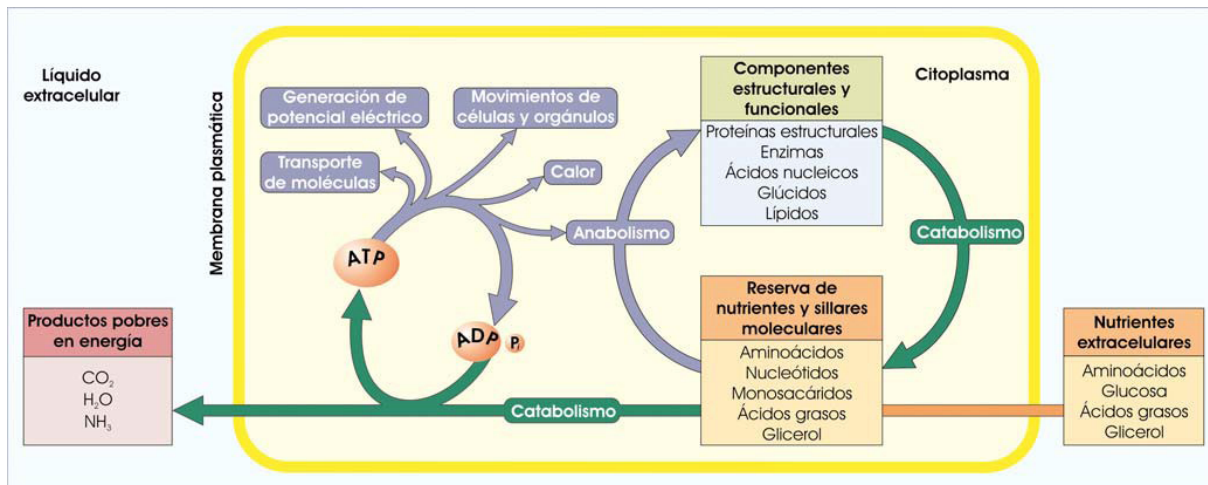 Líquido
extracelular
Membrana plasmática
Generación de
potencial eléctrico
Movimientos de
células y orgánulos
Transporte
de moléculas
Calor
Anabolismo
ATP
ADP
Pi
Componentes
estructurales y
funcionales
Proteínas estructurales
Enzimas
Ácidos nucleicos
Glúcidos
Lípidos
Citoplasma
Catabolismo
Productos pobres
en energía
CO₂
H₂O
NH₃
Catabolismo
Reserva de
nutrientes y sillares
moleculares
Aminoácidos
Nucleótidos
Monosacáridos
Ácidos grasos
Glicerol
Nutrientes
extracelulares
Aminoácidos
Glucosa
Ácidos grasos
Glicerol